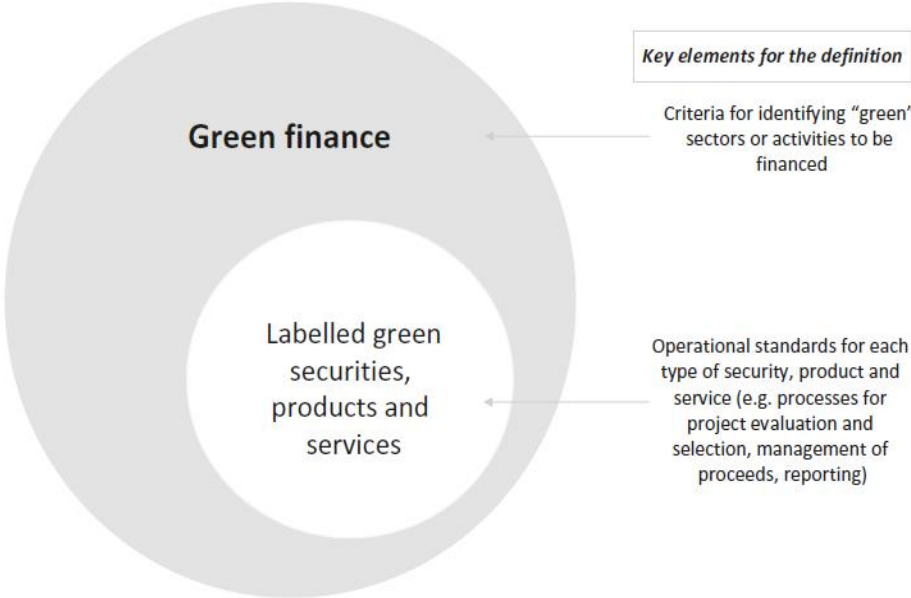 Key elements for the definition
Green finance
Criteria for identifying “green”
sectors or activities to be
financed
Labelled green
securities,
products and
services
Operational standards for each
type of security, product and
service (e.g. processes for
project evaluation and
selection, management of
proceeds, reporting)